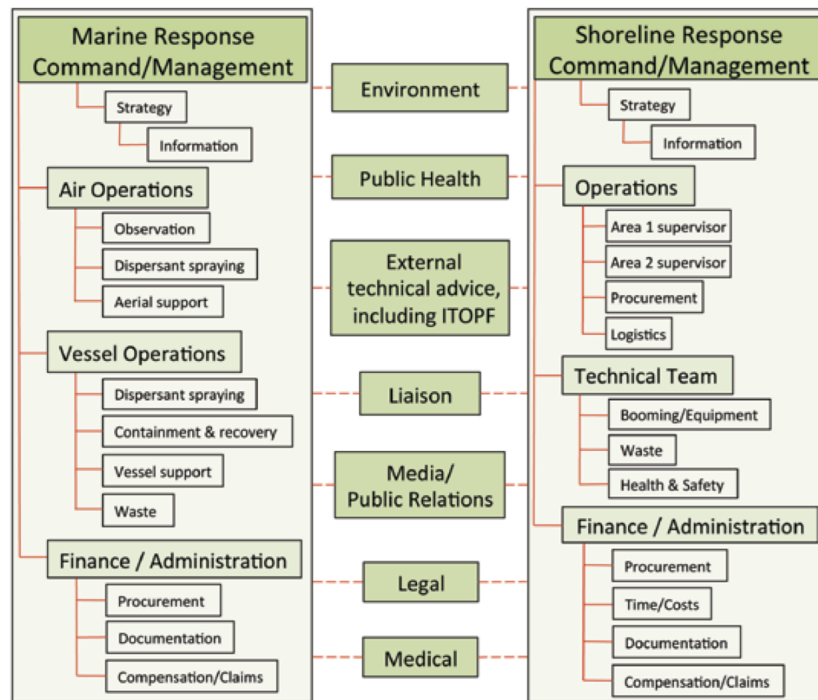 Marine Response
Command/Management
Strategy
Information
Air Operations
Observation
Dispersant spraying
Aerial support
Vessel Operations
Dispersant spraying
Containment & recovery
Vessel support
Waste
Finance / Administration
Procurement
Documentation
Compensation/Claims
Environment
Public Health
External
technical advice,
including ITOPF
Liaison
Media/
Public Relations
Legal
Medical
Shoreline Response
Command/Management
Strategy
Information
Operations
Area 1 supervisor
Area 2 supervisor
Procurement
Logistics
Technical Team
Booming/Equipment
Waste
Health & Safety
Finance / Administration
Procurement
Time/Costs
Documentation
Compensation/Claims